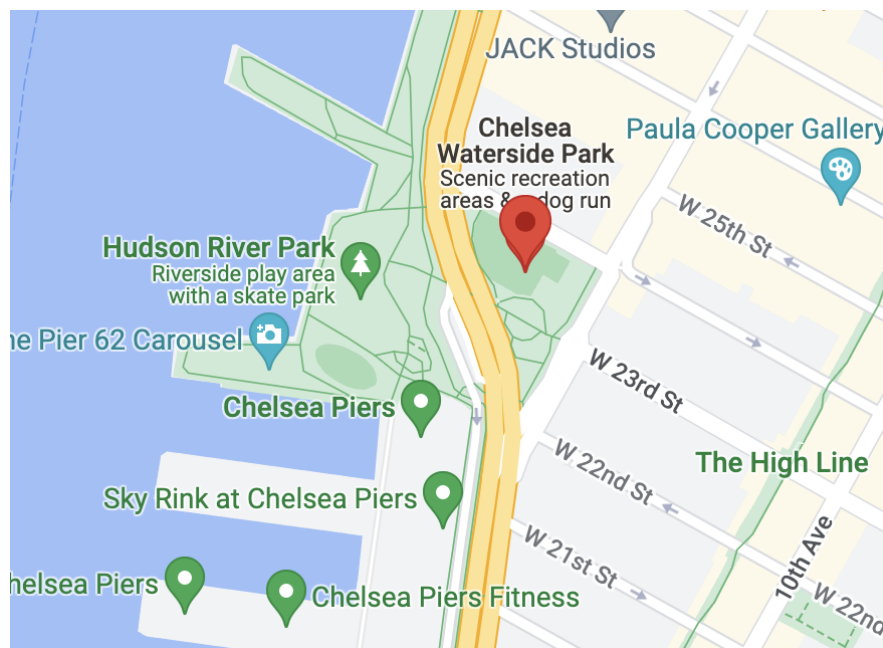 JACK Studios
Chelsea
Waterside Park
Scenic recreation
areas & dog run
Paula Cooper Gallery
W 25th St
Hudson River Park
Riverside play area
with a skate park
Pier 62 Carousel
W 23rd St
Chelsea Piers
The High Line
W 22nd St
Sky Rink at Chelsea Piers
W 21st St
10th Ave
Chelsea Piers Fitness
helsea Piers
W 22nd